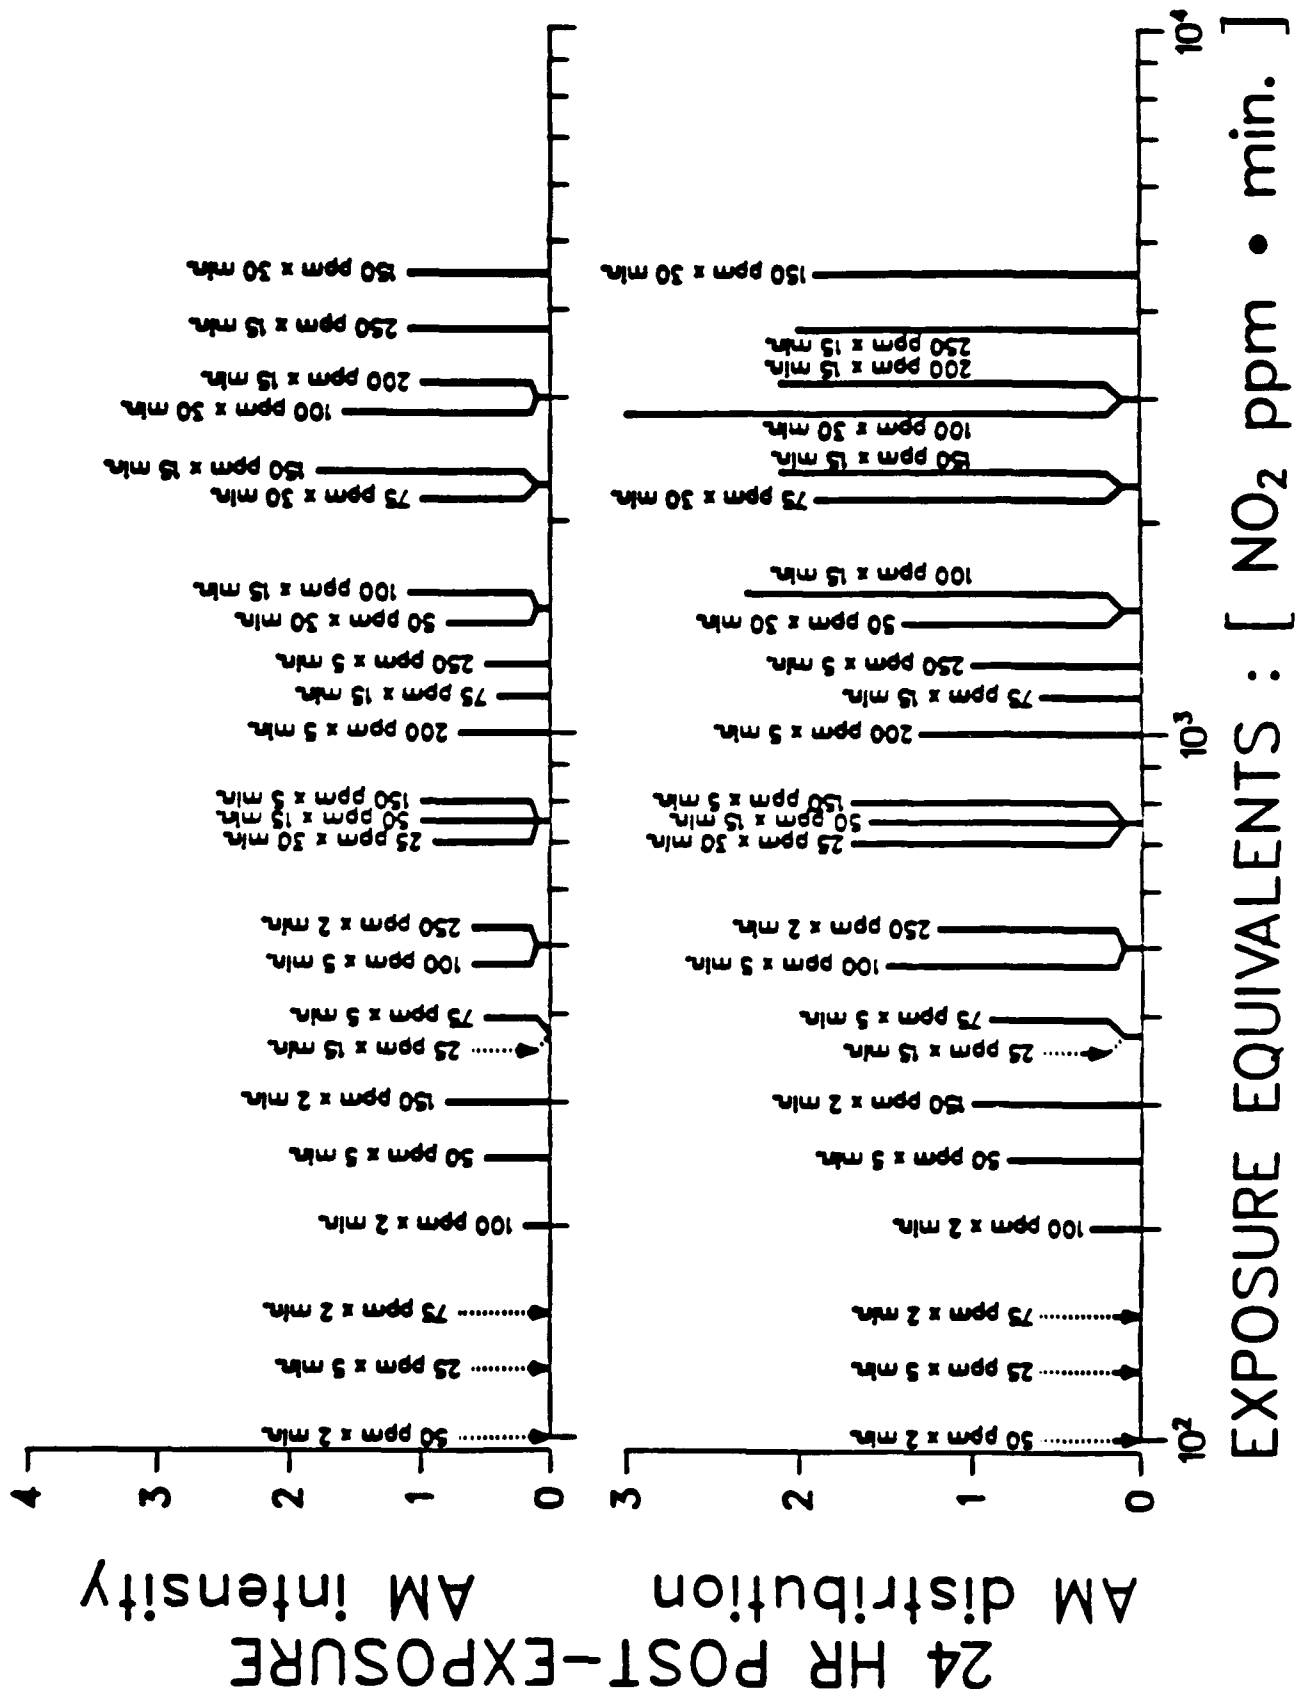 24 HR POST-EXPOSURE
AM intensity
4
3
2
1
0
50 ppm x 2 min.
25 ppm x 5 min.
75 ppm x 2 min.
100 ppm x 2 min.
50 ppm x 5 min.
150 ppm x 2 min.
25 ppm x 15 min.
75 ppm x 5 min.
100 ppm x 5 min.
250 ppm x 2 min.
25 ppm x 30 min.
50 ppm x 15 min.
150 ppm x 5 min.
200 ppm x 5 min.
75 ppm x 15 min.
250 ppm x 5 min.
50 ppm x 30 min.
100 ppm x 15 min.
75 ppm x 30 min.
150 ppm x 15 min.
100 ppm x 30 min.
200 ppm x 15 min.
250 ppm x 15 min.
150 ppm x 30 min.
AM distribution
3
2
1
0
50 ppm x 2 min.
25 ppm x 5 min.
75 ppm x 2 min.
100 ppm x 2 min.
50 ppm x 5 min.
150 ppm x 2 min.
25 ppm x 15 min.
75 ppm x 5 min.
100 ppm x 5 min.
250 ppm x 2 min.
25 ppm x 30 min.
50 ppm x 15 min.
150 ppm x 5 min.
200 ppm x 5 min.
75 ppm x 15 min.
250 ppm x 5 min.
50 ppm x 30 min.
100 ppm x 15 min.
75 ppm x 30 min.
150 ppm x 15 min.
100 ppm x 30 min.
200 ppm x 15 min.
250 ppm x 15 min.
150 ppm x 30 min.
10²
10³
10⁴
EXPOSURE EQUIVALENTS : [ NO₂ ppm • min. ]